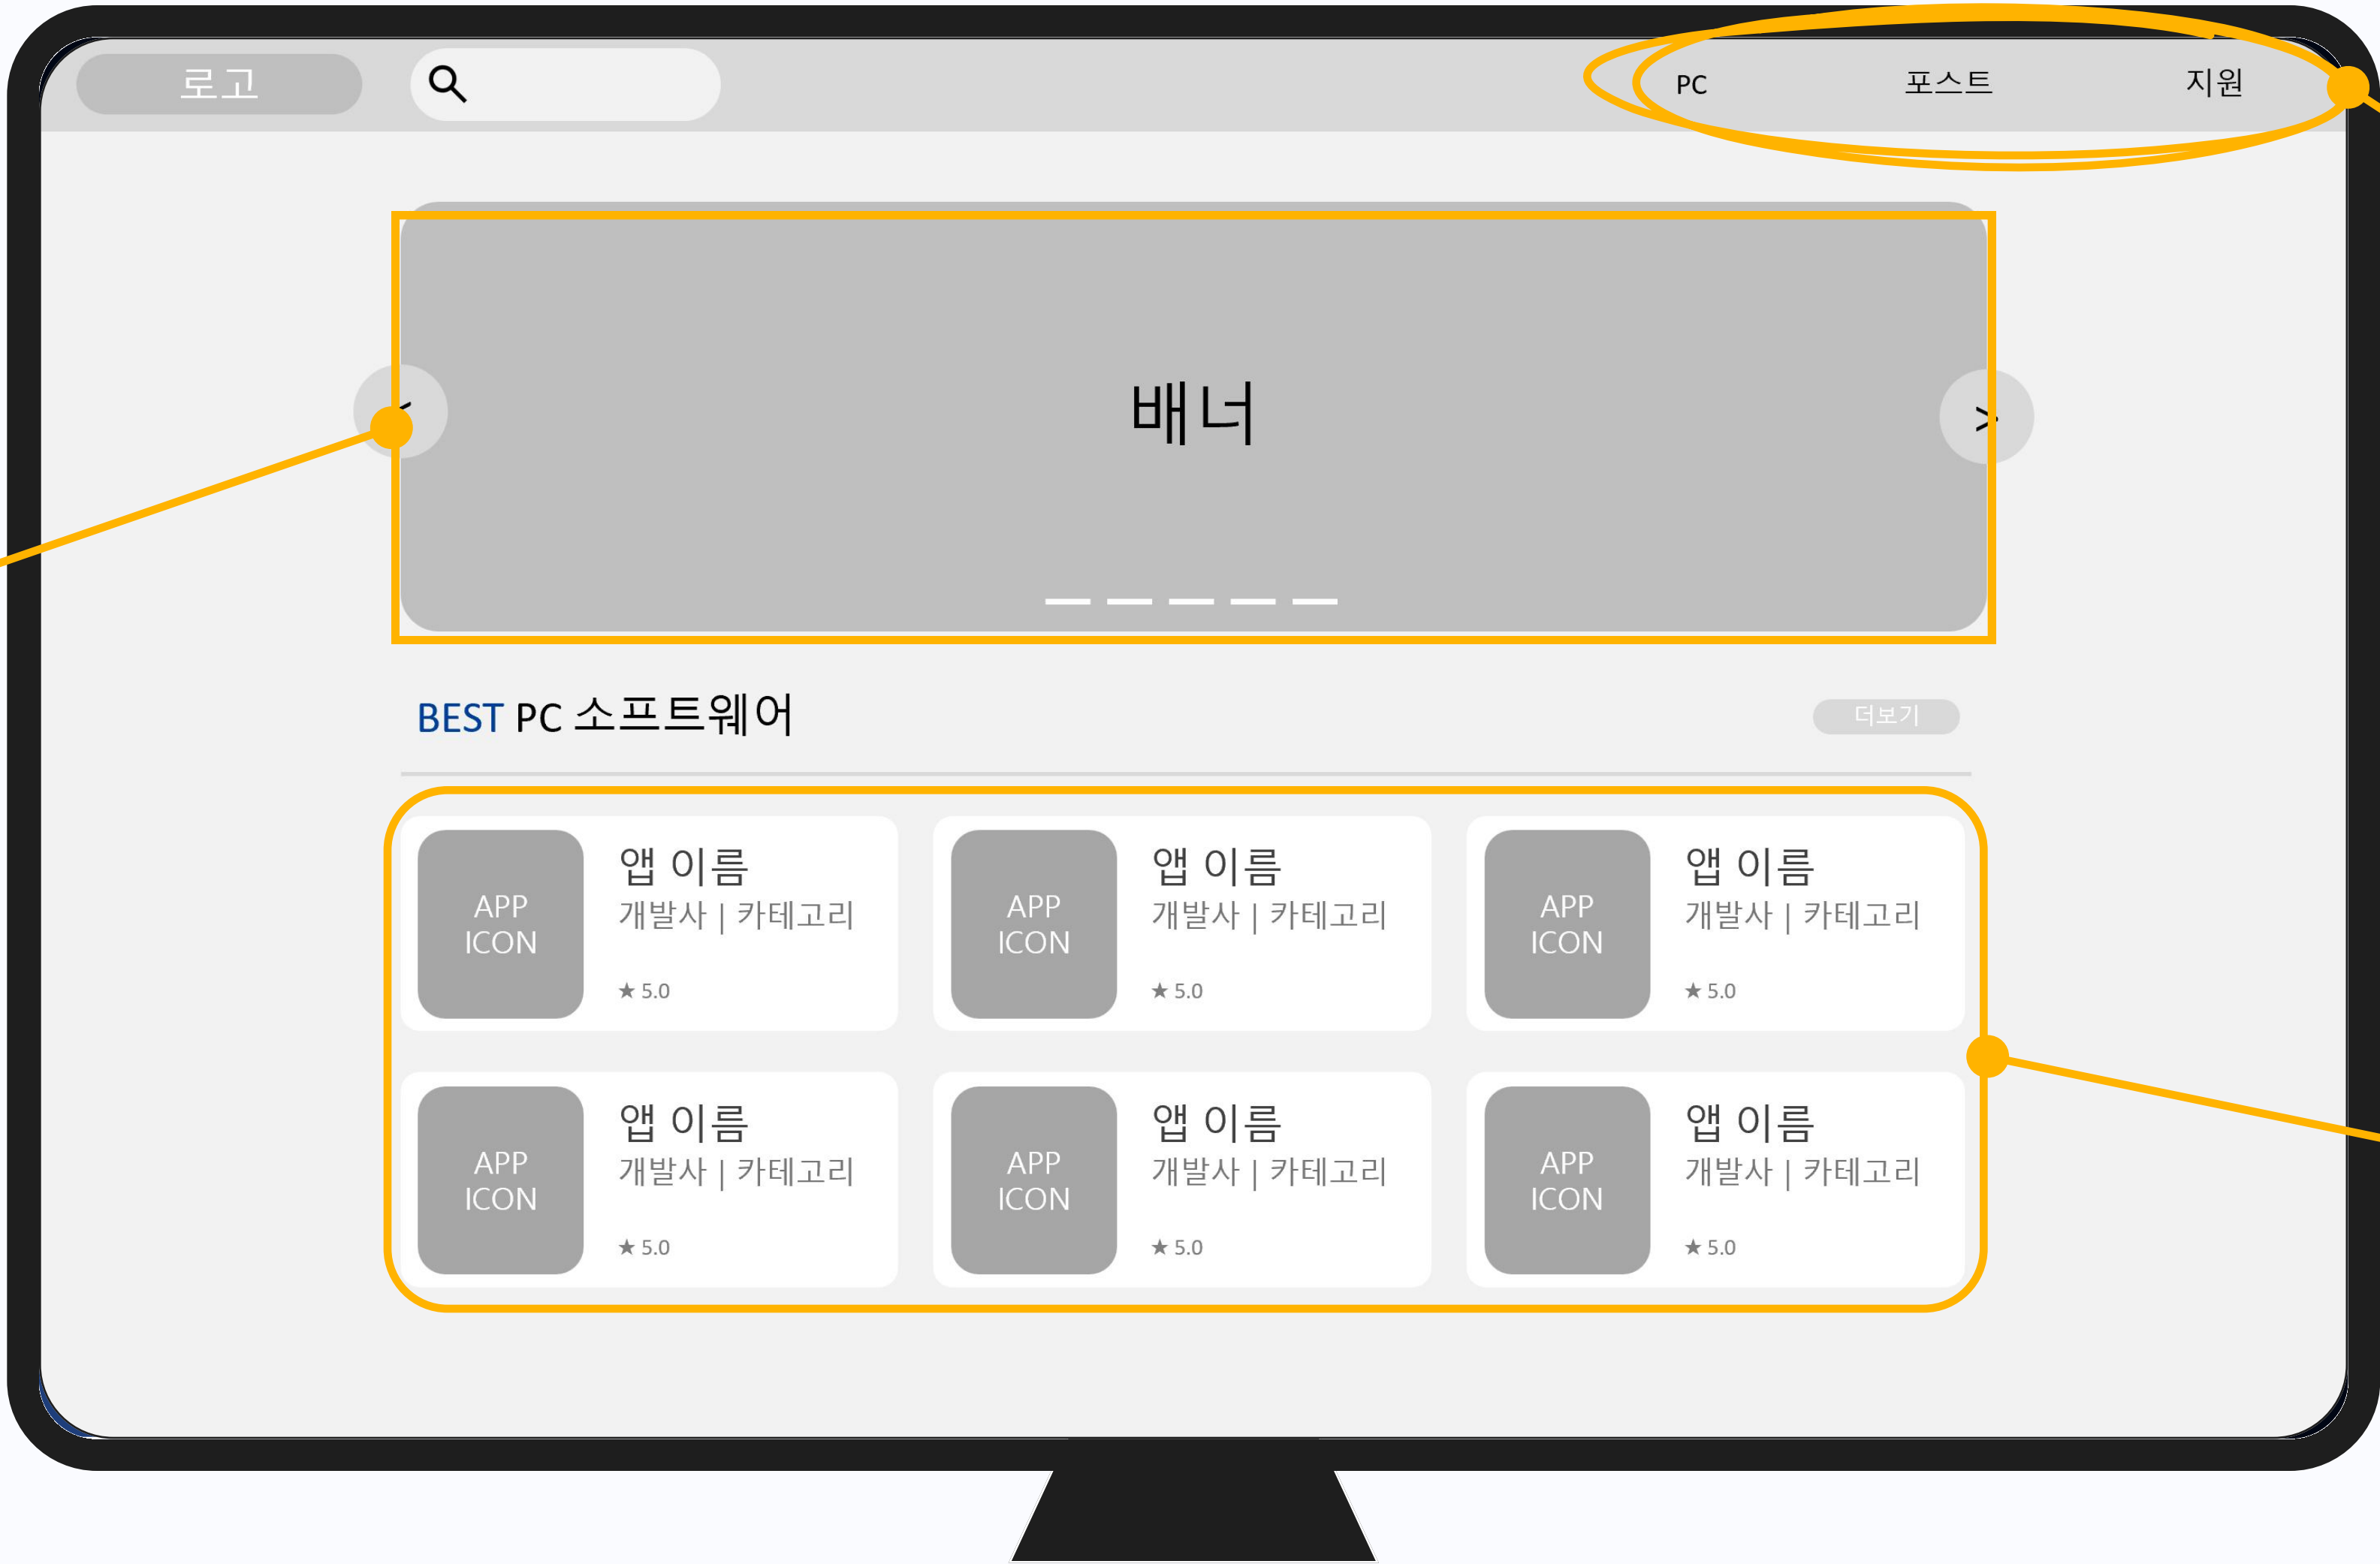 로고
PC 포스트 지원
<
배너
>
BEST PC 소프트웨어
더보기
APP
ICON
앱 이름
개발사 | 카테고리
★ 5.0
APP
ICON
앱 이름
개발사 | 카테고리
★ 5.0
APP
ICON
앱 이름
개발사 | 카테고리
★ 5.0
APP
ICON
앱 이름
개발사 | 카테고리
★ 5.0
APP
ICON
앱 이름
개발사 | 카테고리
★ 5.0
APP
ICON
앱 이름
개발사 | 카테고리
★ 5.0